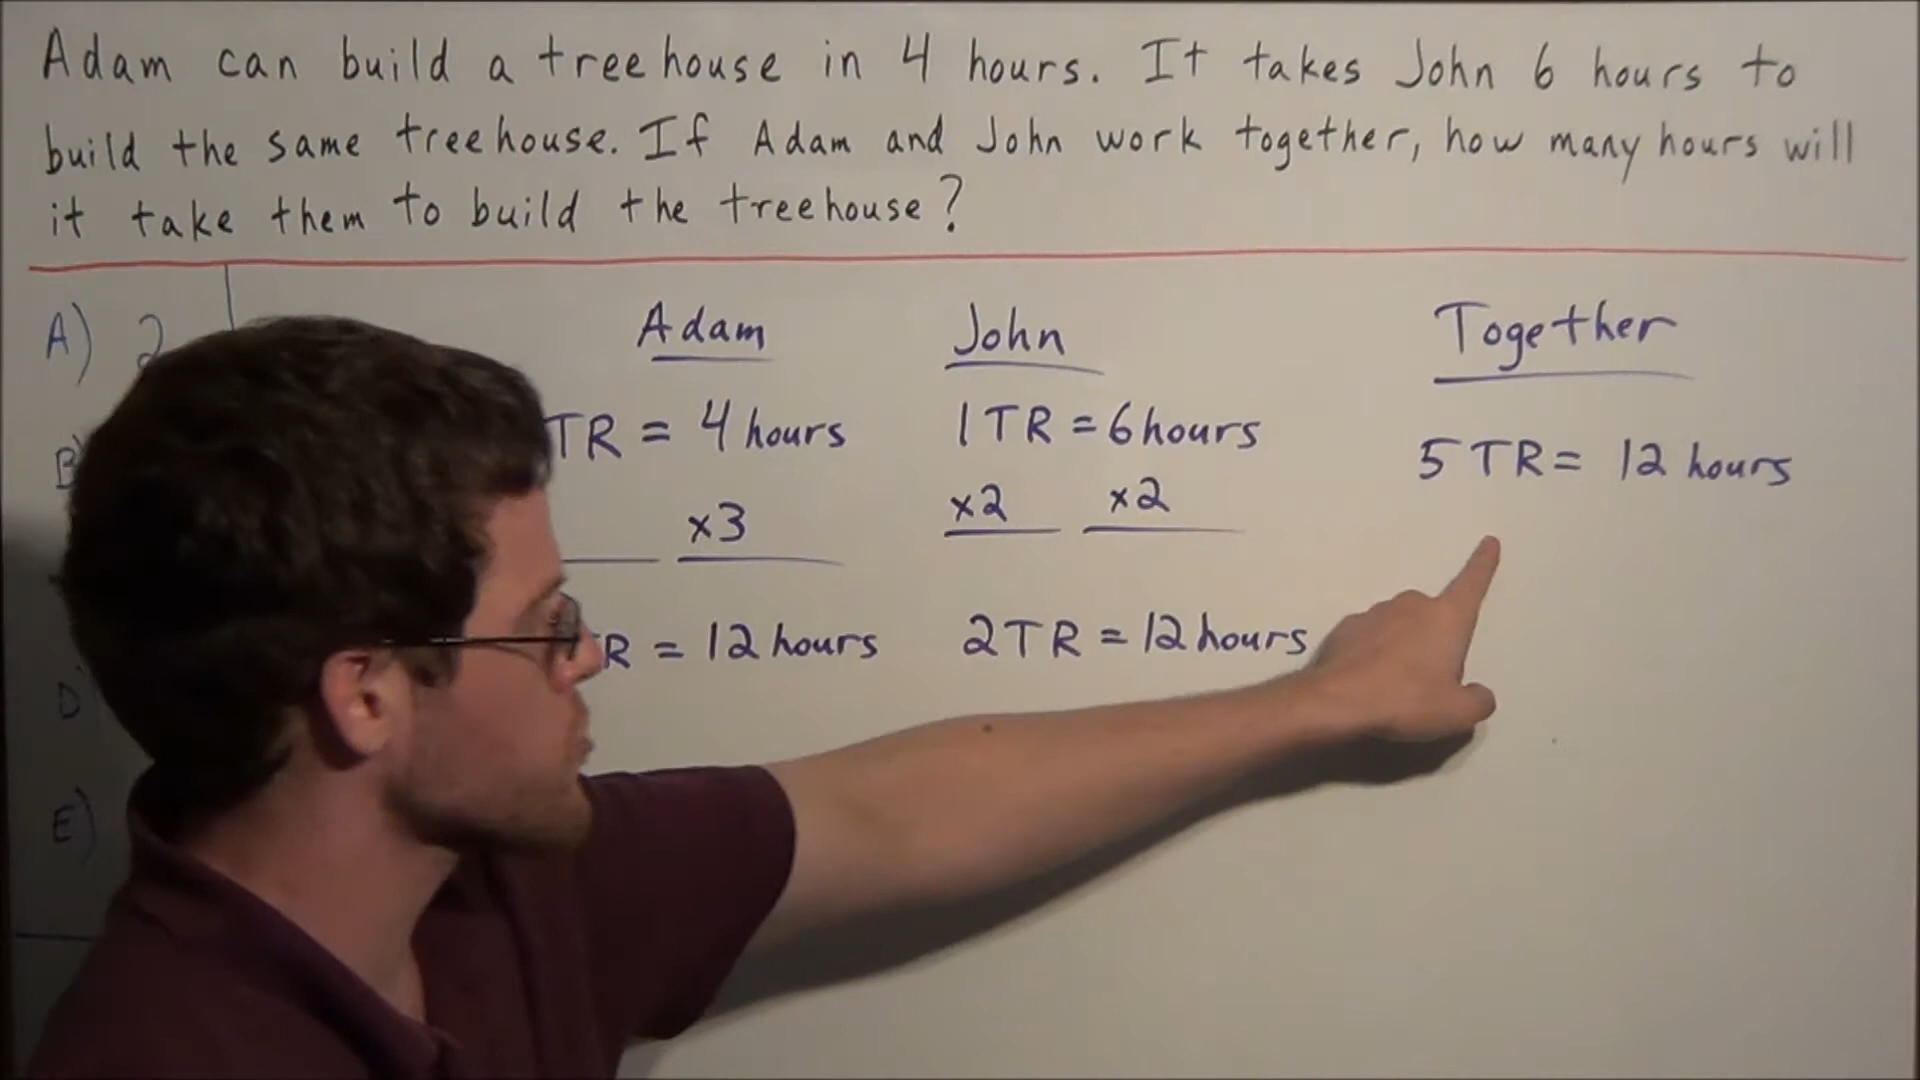 Adam can build a treehouse in 4 hours. It takes John 6 hours to
build the same treehouse. If Adam and John work together, how many hours will
it take them to build the treehouse?
A) 2
Adam
John
Together
TR = 4 hours
1 TR = 6 hours
5 TR = 12 hours
x3
x2 x2
R = 12 hours
2 TR = 12 hours
B)
D)
E)